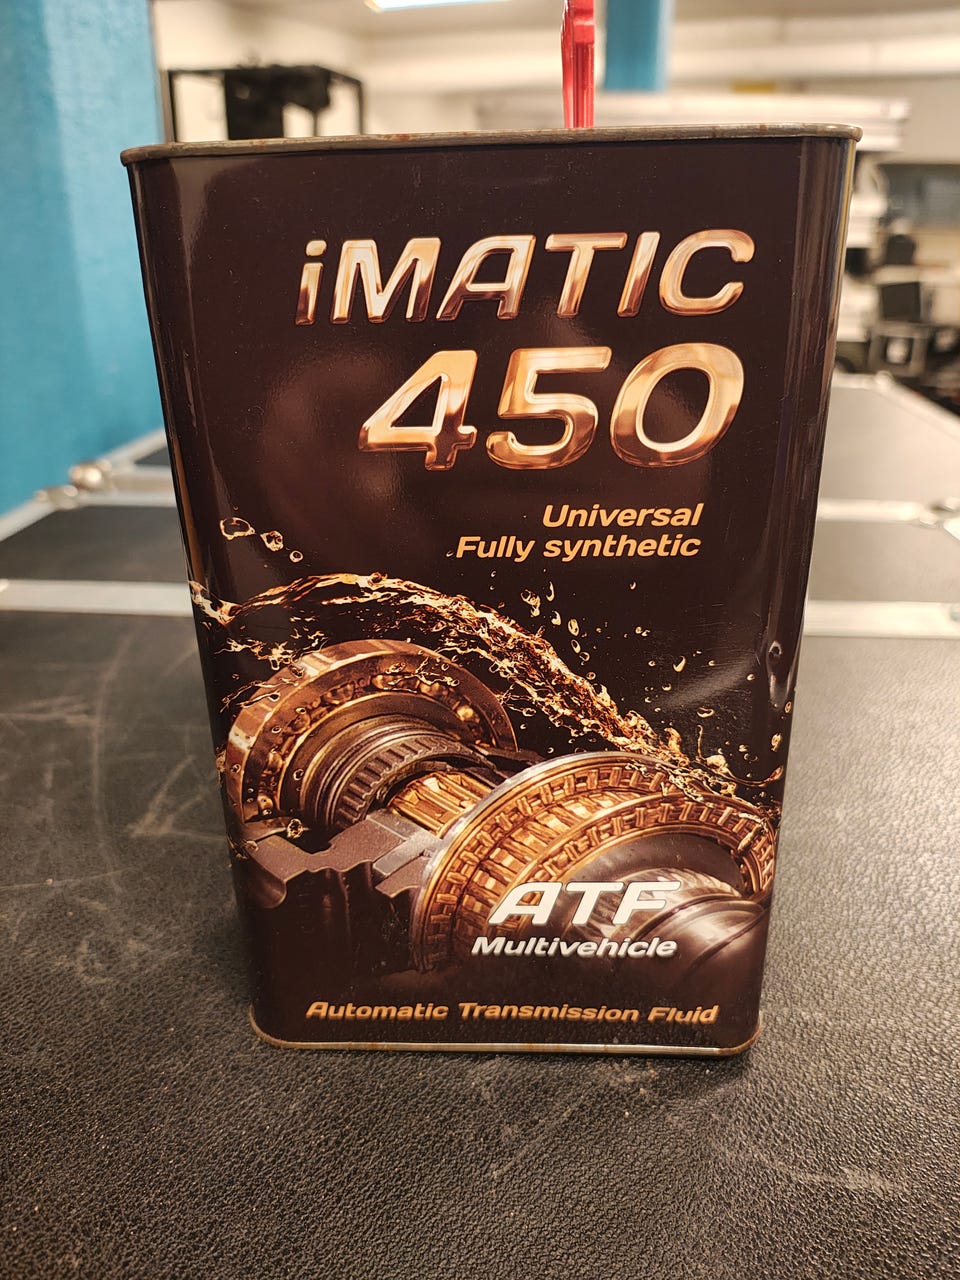 iMATIC
450
Universal
Fully synthetic
ATF
Multivehicle
Automatic Transmission Fluid